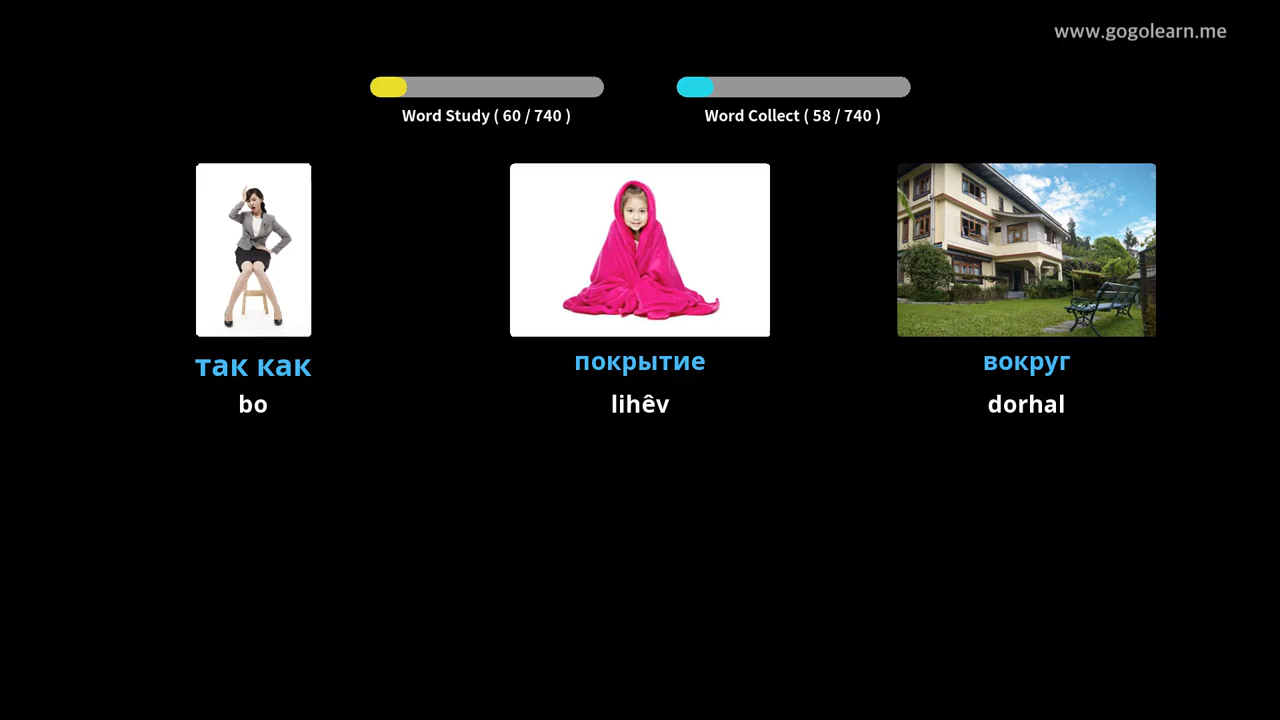 www.gogolearn.me
Word Study ( 60 / 740 )
Word Collect ( 58 / 740 )
так как
покрытие
вокруг
bo
lihêv
dorhal